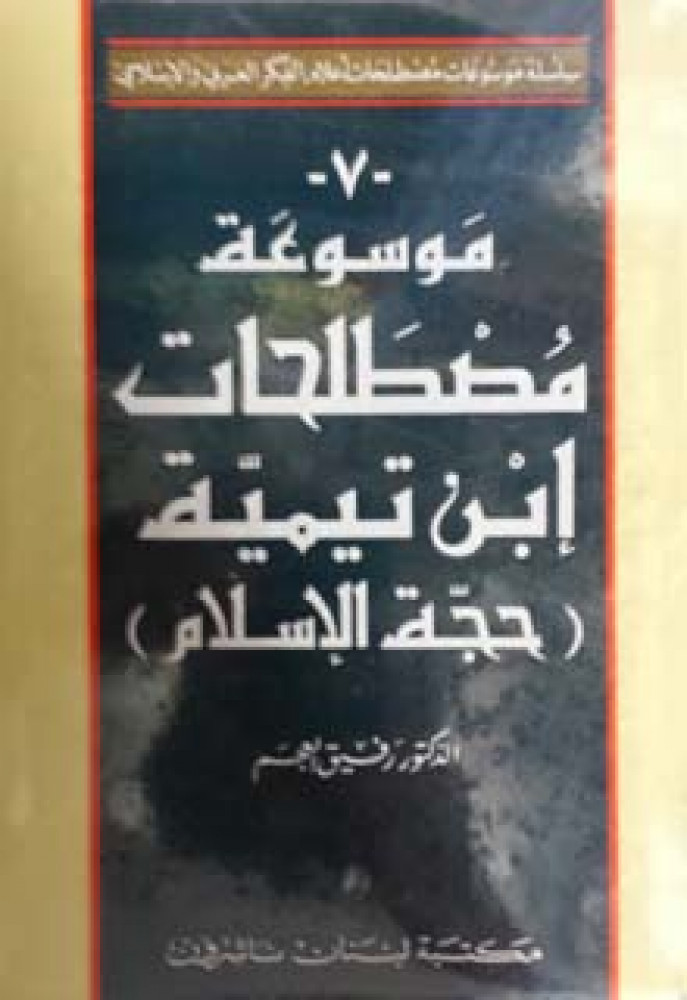 سلسلة موسوعات مصطلحات أعلام الفكر العربي والإسلامي
-٧-
مَوسوعَة
مُصْطَلحات
إبْن تيميّة
(حجّة الإسلام)
الدكتور رفيق العجم
مكتبة لبنان ناشرون